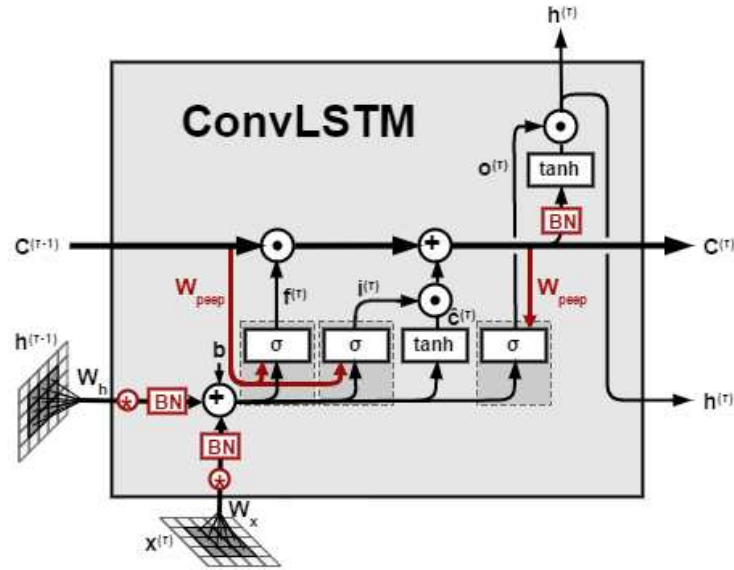 h⁽ᵀ⁾
ConvLSTM
o⁽ᵀ⁾
tanh
BN
C⁽ᵀ⁻¹⁾
C⁽ᵀ⁾
W_peep
f⁽ᵀ⁾
i⁽ᵀ⁾
ĉ⁽ᵀ⁾
W_peep
h⁽ᵀ⁻¹⁾
b
σ
σ
tanh
σ
W_h
BN
h⁽ᵀ⁾
BN
W_x
x⁽ᵀ⁾